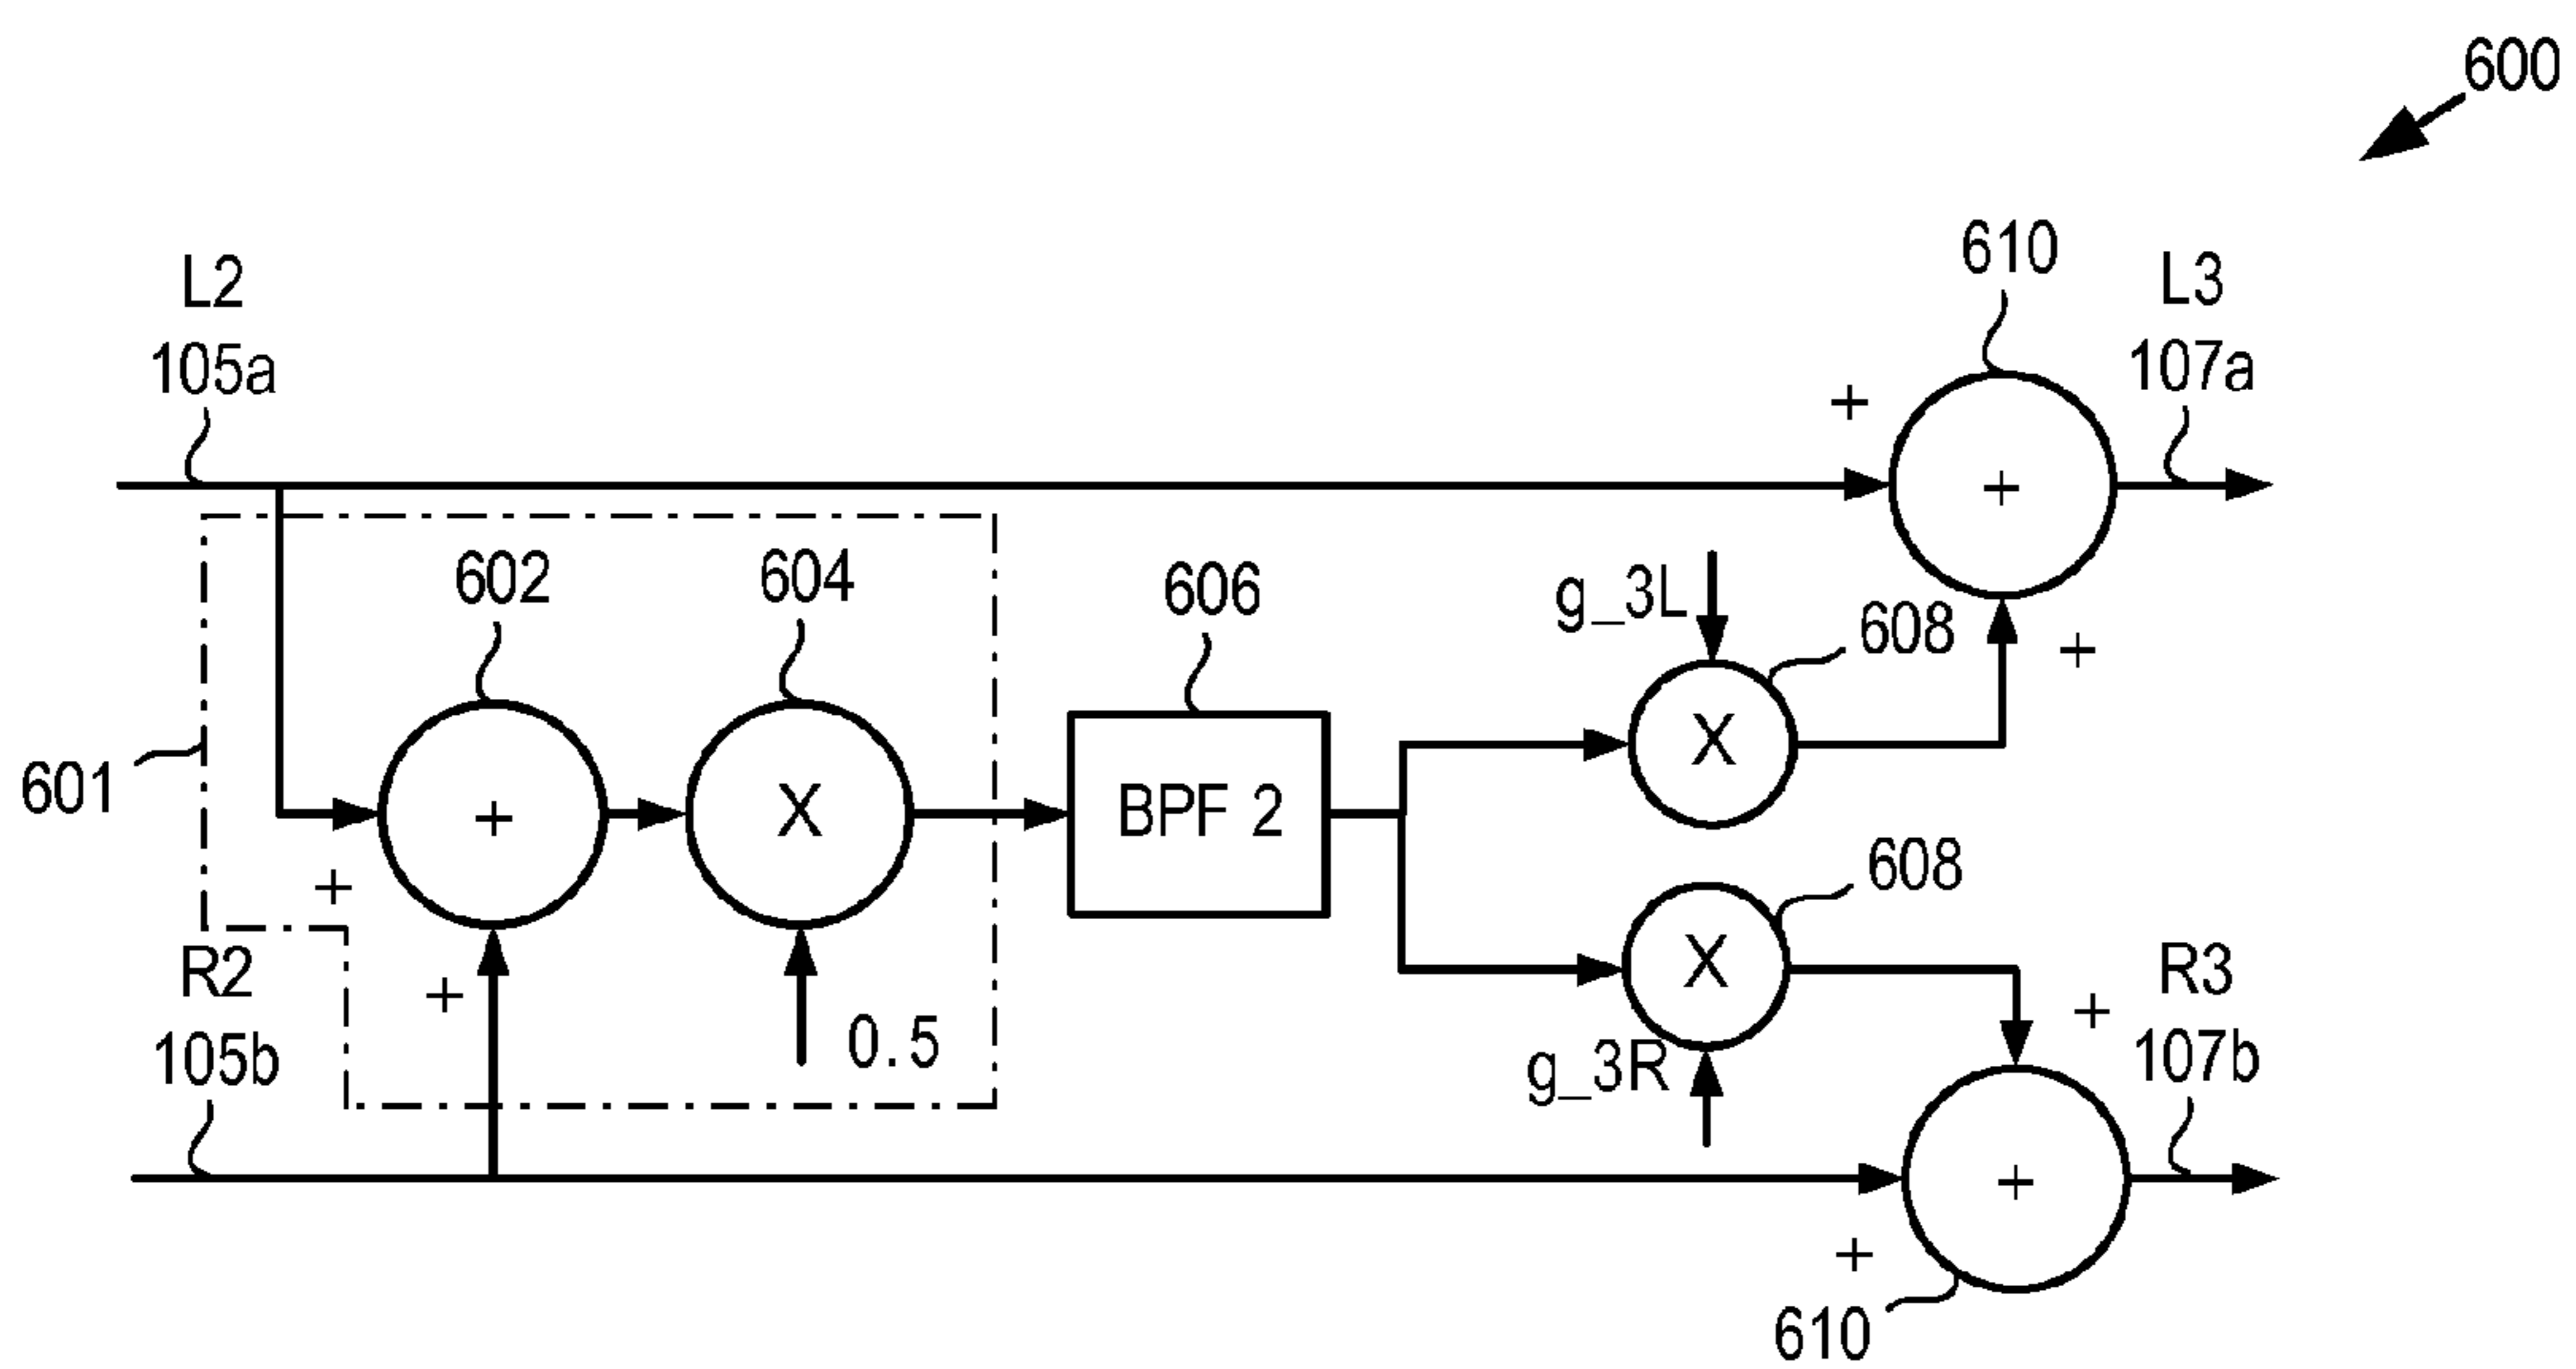 600
610
L2
L3
105a
107a
+
+
602
604
606
g_3L
608
+
X
+
X
BPF 2
601
608
+
R2
+
X
R3
+
105b
0.5
g_3R
107b
+
+
610